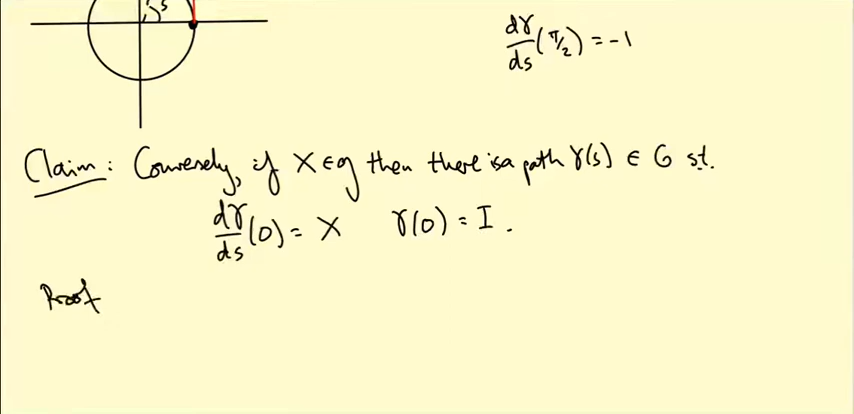 s
dγ/ds (π/2) = -1
Claim: Conversely, if X ∈ 𝔤 then there is a path γ(s) ∈ G s.t.
dγ/ds (0) = X γ(0) = I.
Proof